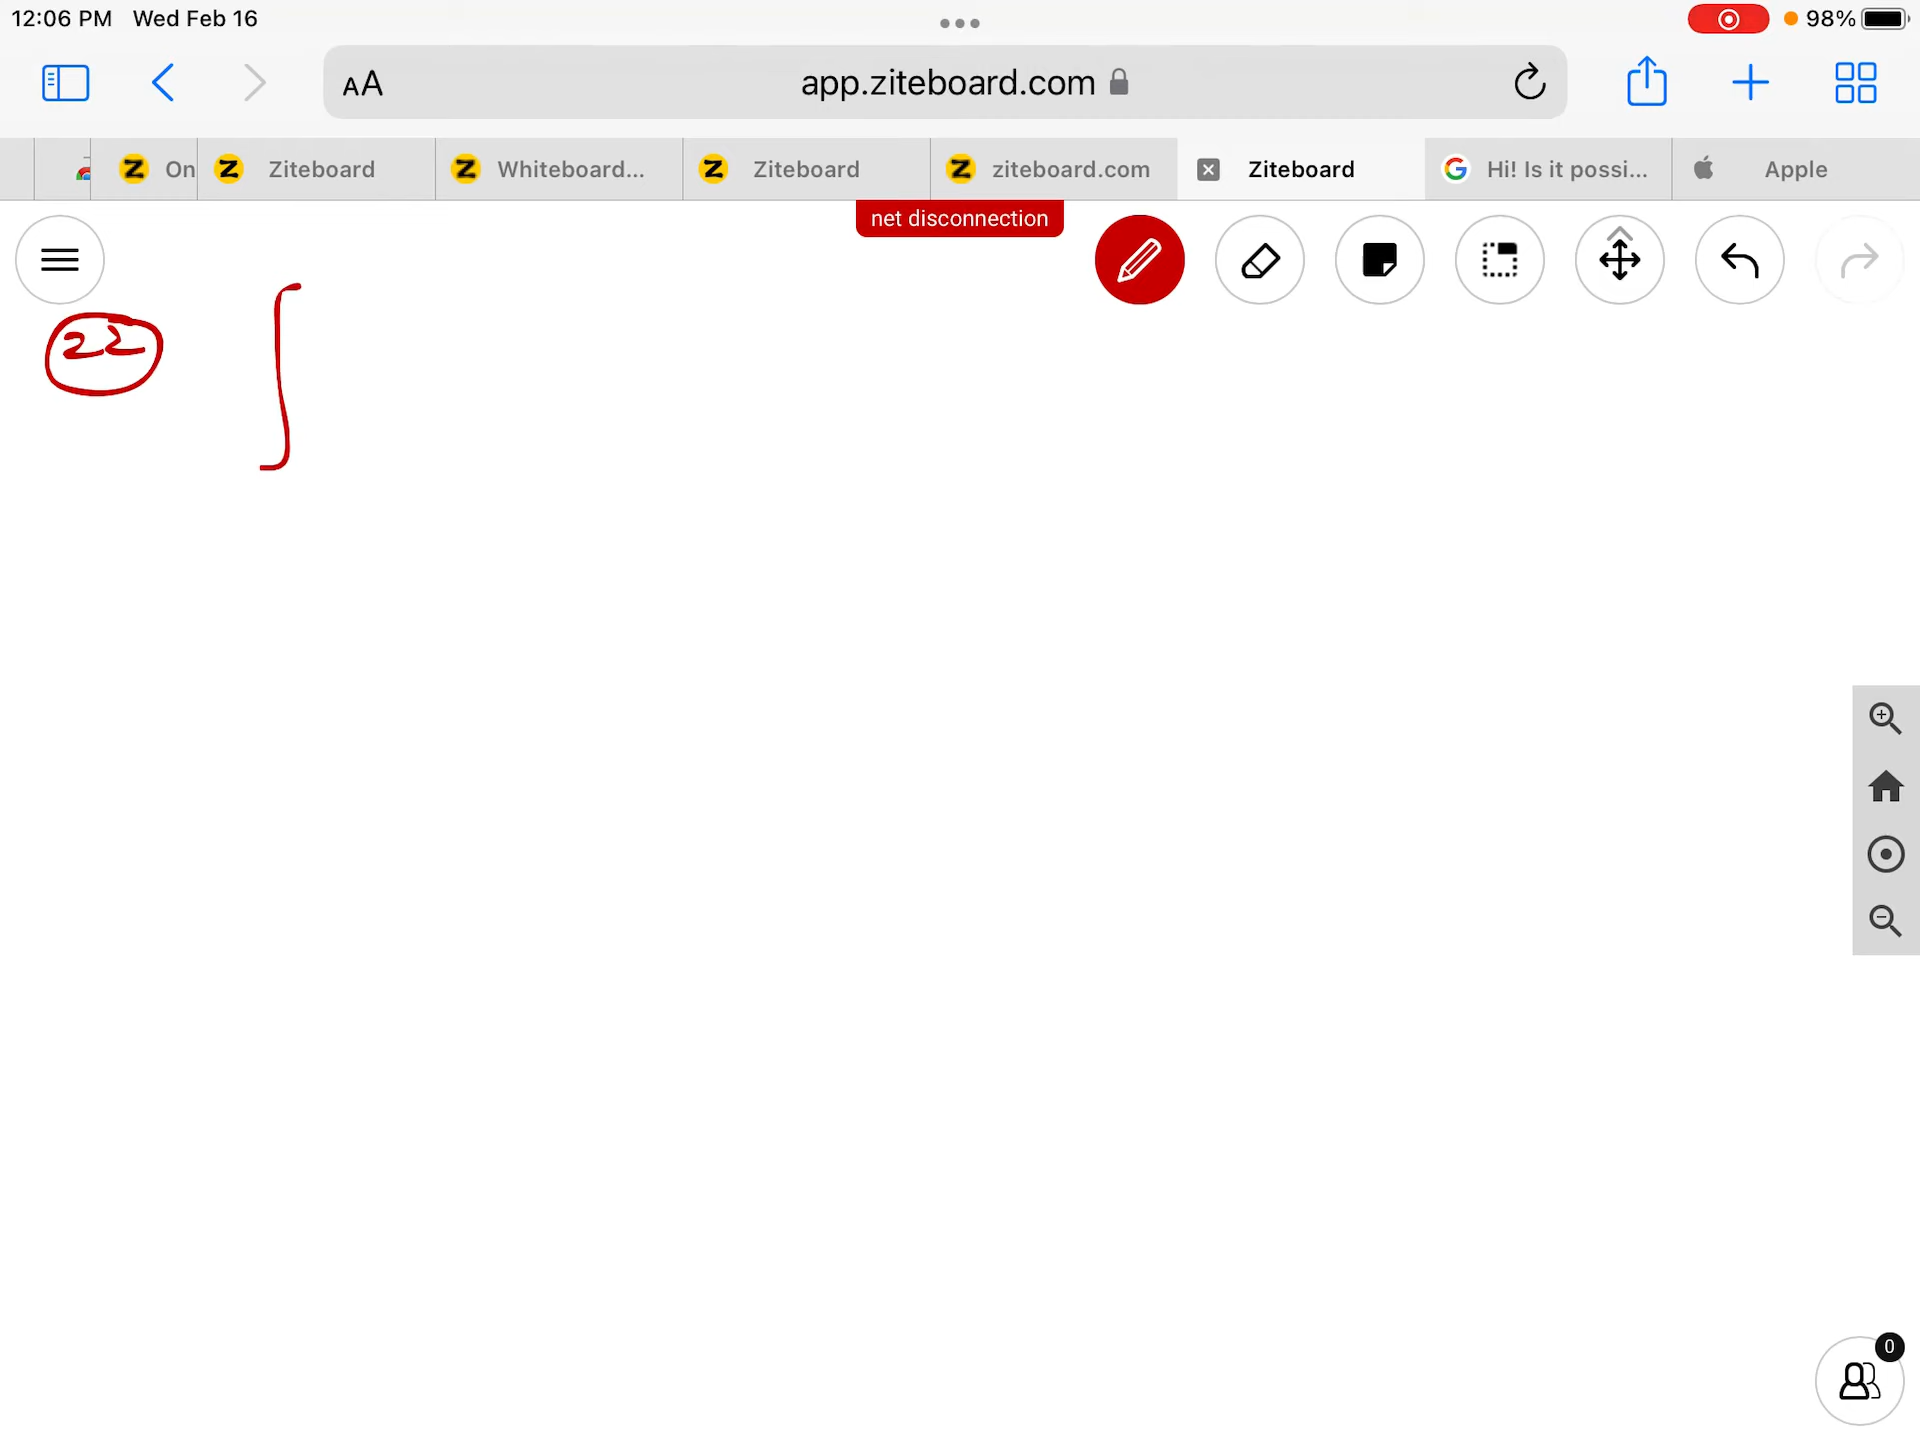 12:06 PM Wed Feb 16
98%
AA app.ziteboard.com
On
Ziteboard
Whiteboard...
Ziteboard
ziteboard.com
Ziteboard
Hi! Is it possi...
Apple
net disconnection
22 ∫
0